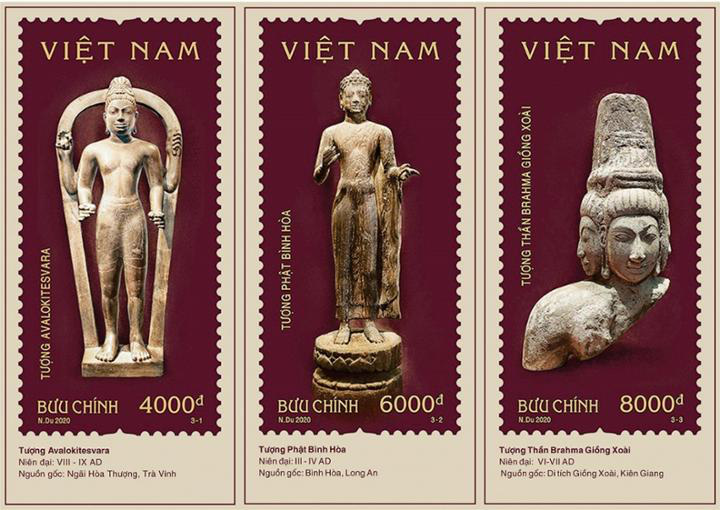 VIỆT NAM
TƯỢNG AVALOKITESVARA
BƯU CHÍNH 4000đ
N.Du 2020 3-1
Tượng Avalokitesvara
Niên đại: VIII - IX AD
Nguồn gốc: Ngãi Hòa Thượng, Trà Vinh
VIỆT NAM
TƯỢNG PHẬT BÌNH HÒA
BƯU CHÍNH 6000đ
N.Du 2020 3-2
Tượng Phật Bình Hòa
Niên đại: III - IV AD
Nguồn gốc: Bình Hòa, Long An
VIỆT NAM
TƯỢNG THẦN BRAHMA GIỒNG XOÀI
BƯU CHÍNH 8000đ
N.Du 2020 3-3
Tượng Thần Brahma Giồng Xoài
Niên đại: VI-VII AD
Nguồn gốc: Di tích Giồng Xoài, Kiên Giang